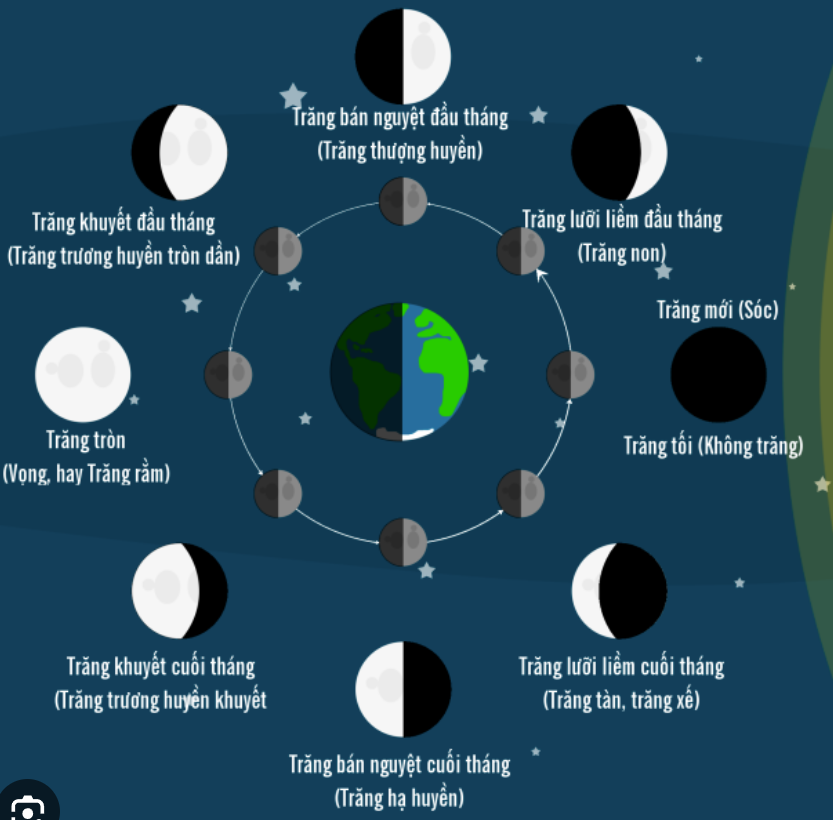 Trăng bán nguyệt đầu tháng
(Trăng thượng huyền)
Trăng khuyết đầu tháng
(Trăng trương huyền tròn dần)
Trăng lưỡi liềm đầu tháng
(Trăng non)
Trăng mới (Sóc)
Trăng tối (Không trăng)
Trăng tròn
(Vọng, hay Trăng rằm)
Trăng khuyết cuối tháng
(Trăng trương huyền khuyết
Trăng lưỡi liềm cuối tháng
(Trăng tàn, trăng xế)
Trăng bán nguyệt cuối tháng
(Trăng hạ huyền)